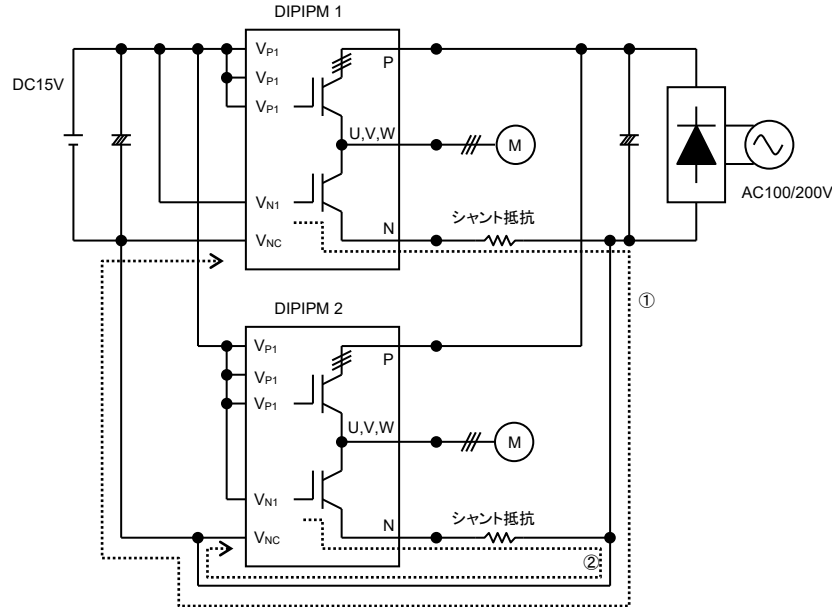 DIPIPM 1
DC15V
VP1
VP1
VP1
VN1
VNC
P
U,V,W
N
M
シャント抵抗
AC100/200V
①
DIPIPM 2
VP1
VP1
VP1
VN1
VNC
P
U,V,W
N
M
シャント抵抗
②